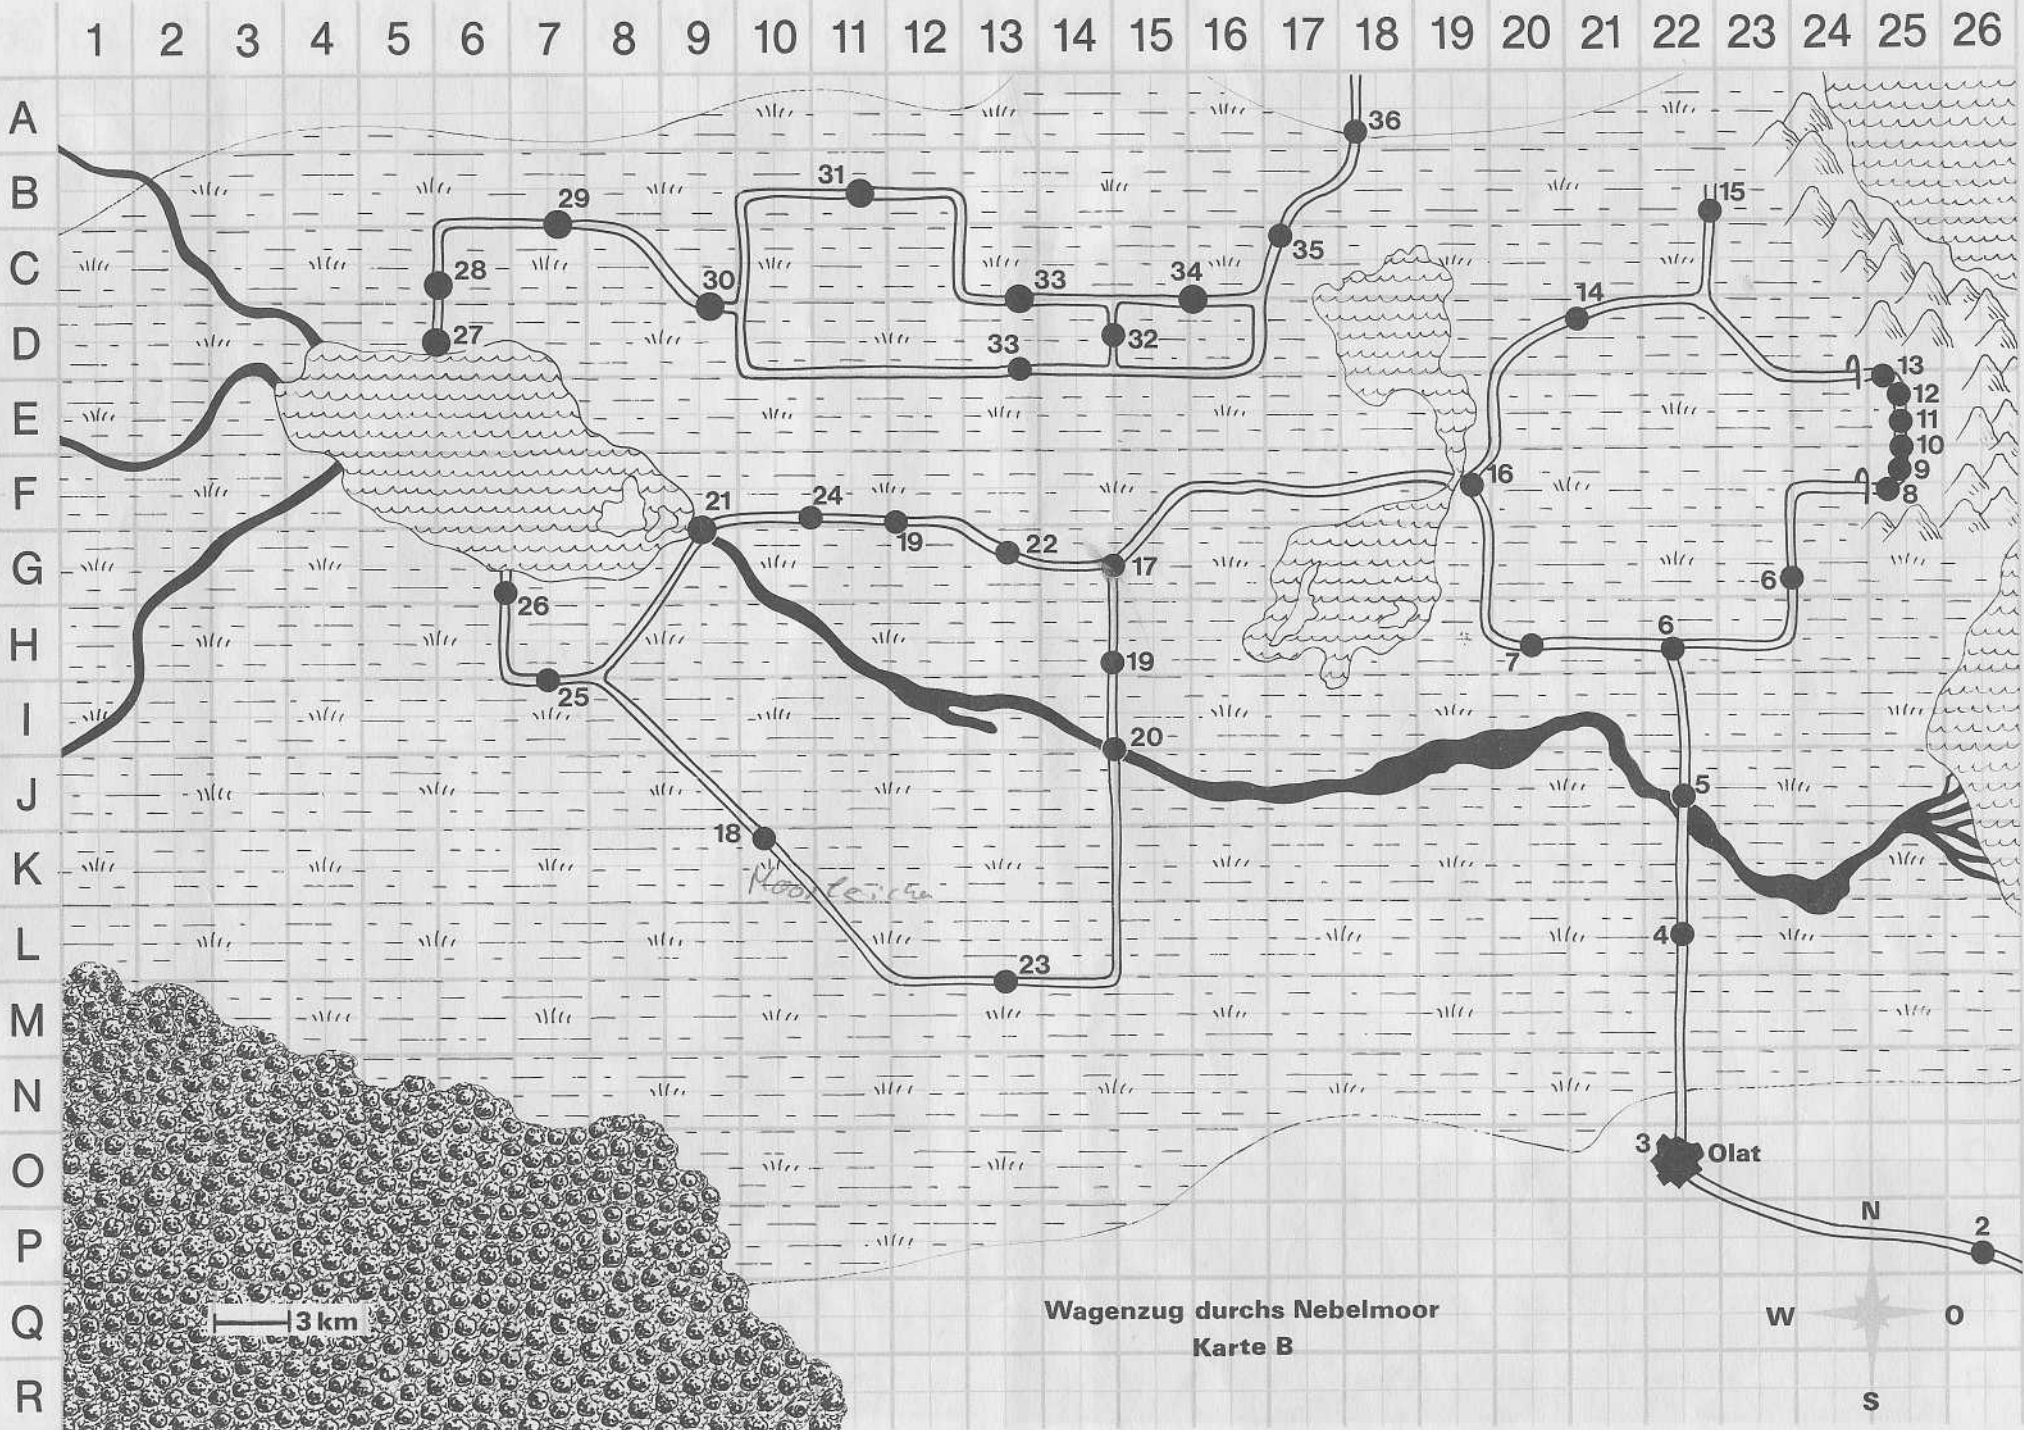 1 2 3 4 5 6 7 8 9 10 11 12 13 14 15 16 17 18 19 20 21 22 23 24 25 26
A
36
B
31
15
29
35
C
28
30
33
34
14
D
27
33
32
13
12
E
11
10
F
21
24
16
9
8
19
22
G
17
6
26
H
19
7
6
25
I
20
J
5
18
K
Moorleichen
L
4
23
M
N
3
Olat
O
N
2
P
Wagenzug durchs Nebelmoor
Karte B
Q
3 km
W
O
R
S